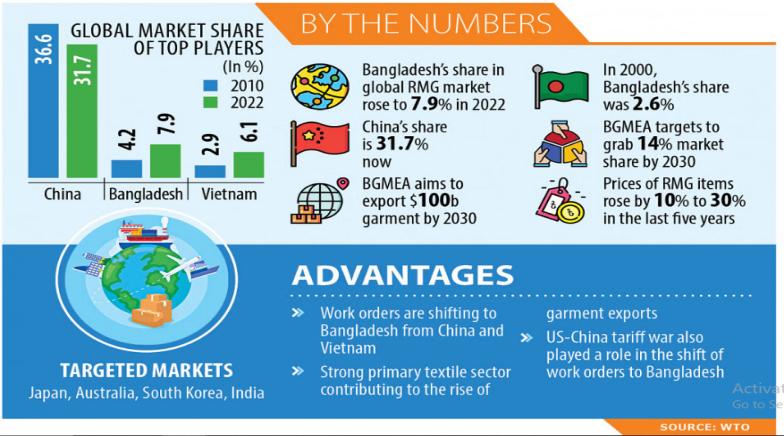 GLOBAL MARKET SHARE
OF TOP PLAYERS
(In %)
2010
2022
36.6
31.7
4.2
7.9
2.9
6.1
China
Bangladesh
Vietnam
BY THE NUMBERS
Bangladesh's share in
global RMG market
rose to 7.9% in 2022
China's share
is 31.7%
now
BGMEA aims to
export $100b
garment by 2030
In 2000,
Bangladesh's share
was 2.6%
BGMEA targets to
grab 14% market
share by 2030
Prices of RMG items
rose by 10% to 30%
in the last five years
TARGETED MARKETS
Japan, Australia, South Korea, India
ADVANTAGES
Work orders are shifting to
Bangladesh from China and
Vietnam
Strong primary textile sector
contributing to the rise of
garment exports
US-China tariff war also
played a role in the shift of
work orders to Bangladesh
Go to
SOURCE: WTO